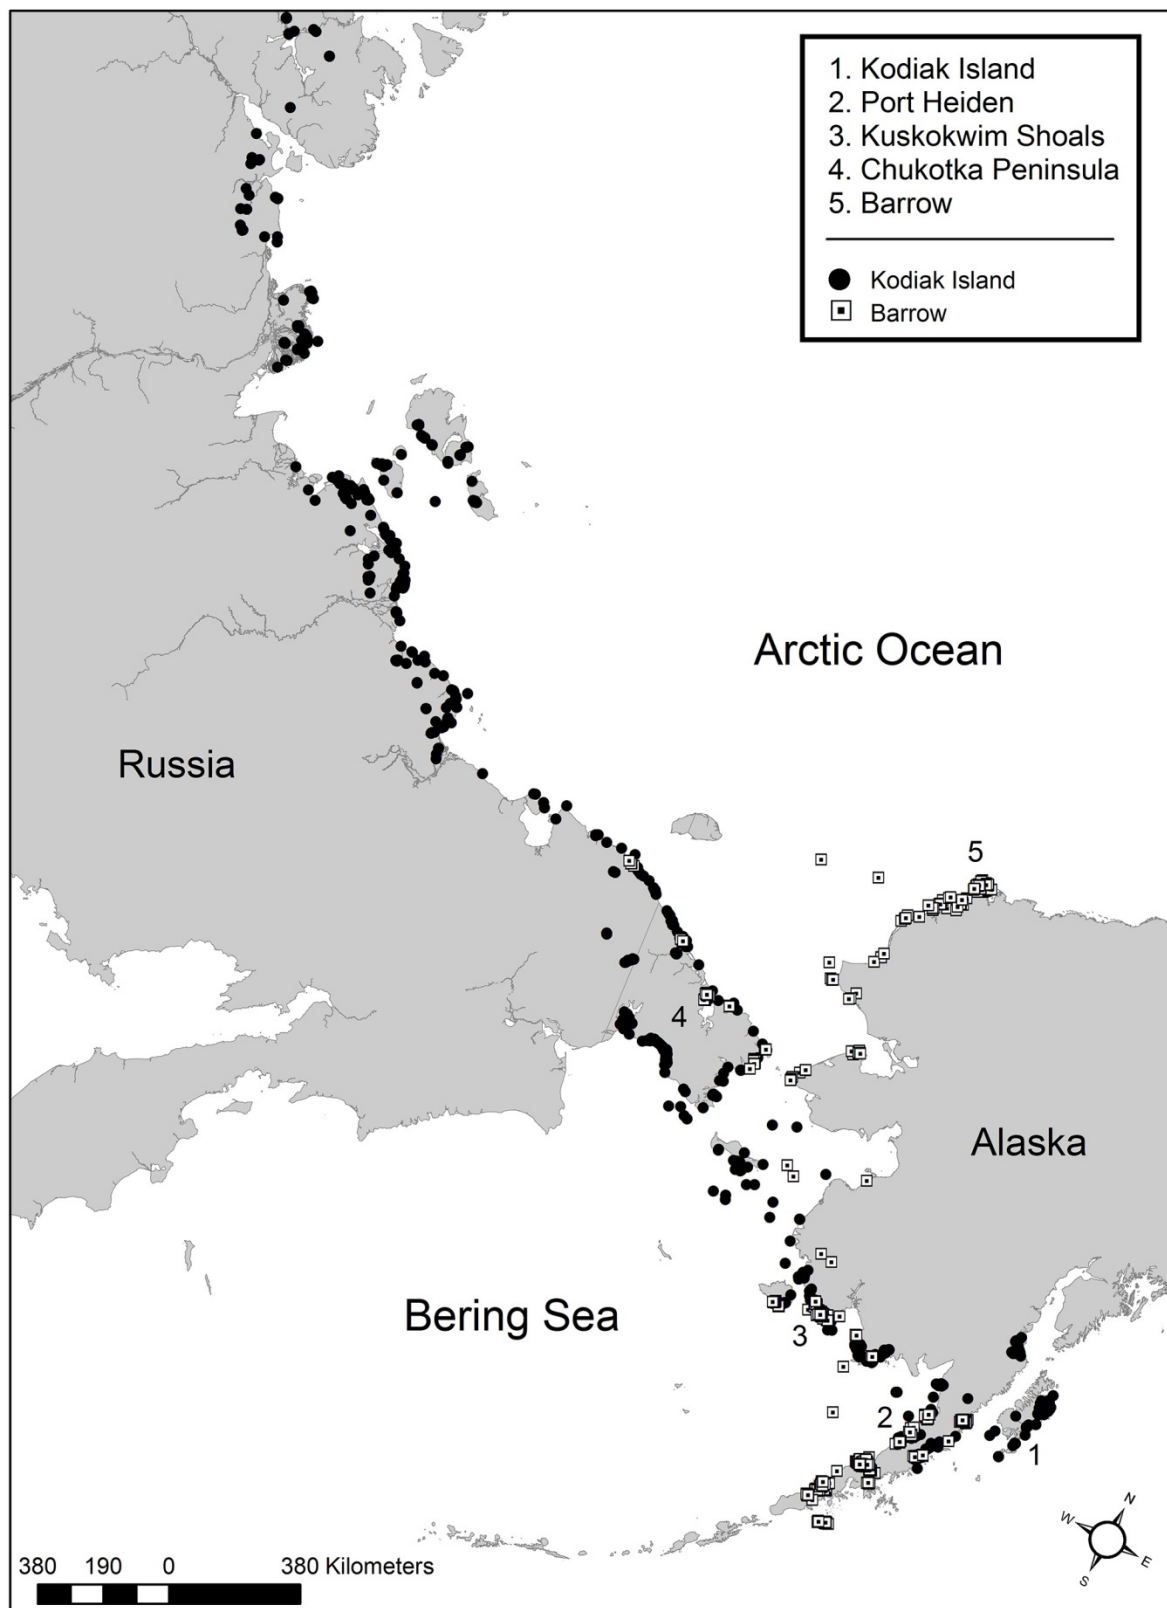 1. Kodiak Island
2. Port Heiden
3. Kuskokwim Shoals
4. Chukotka Peninsula
5. Barrow
Kodiak Island
Barrow
Arctic Ocean
Russia
5
4
Alaska
Bering Sea
3
2
1
N
W
E
S
380 190 0 380 Kilometers